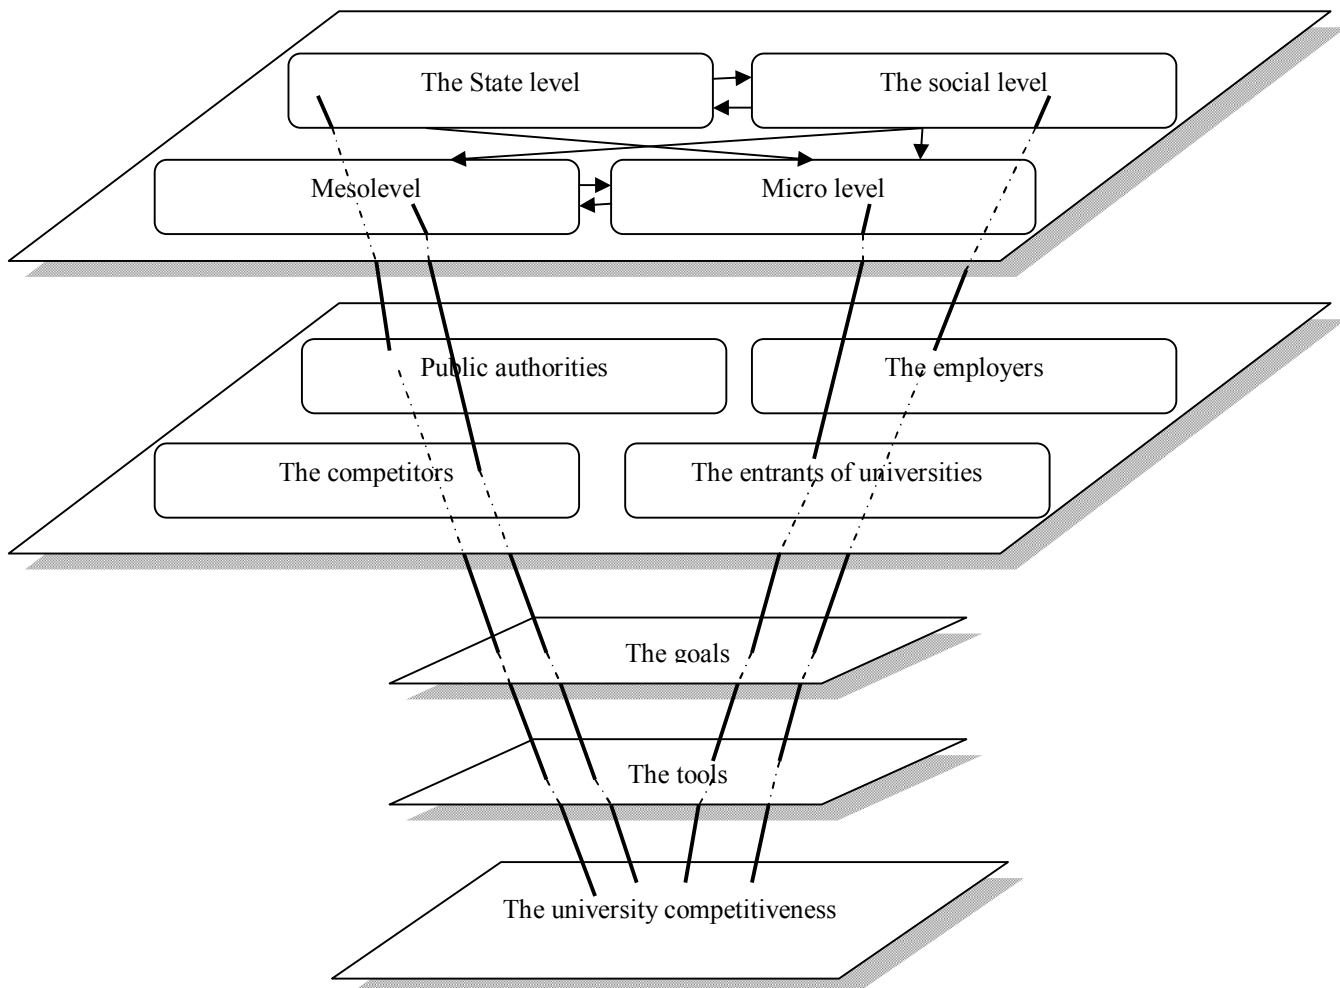 The State level
The social level
Mesolevel
Micro level
Public authorities
The employers
The competitors
The entrants of universities
The goals
The tools
The university competitiveness